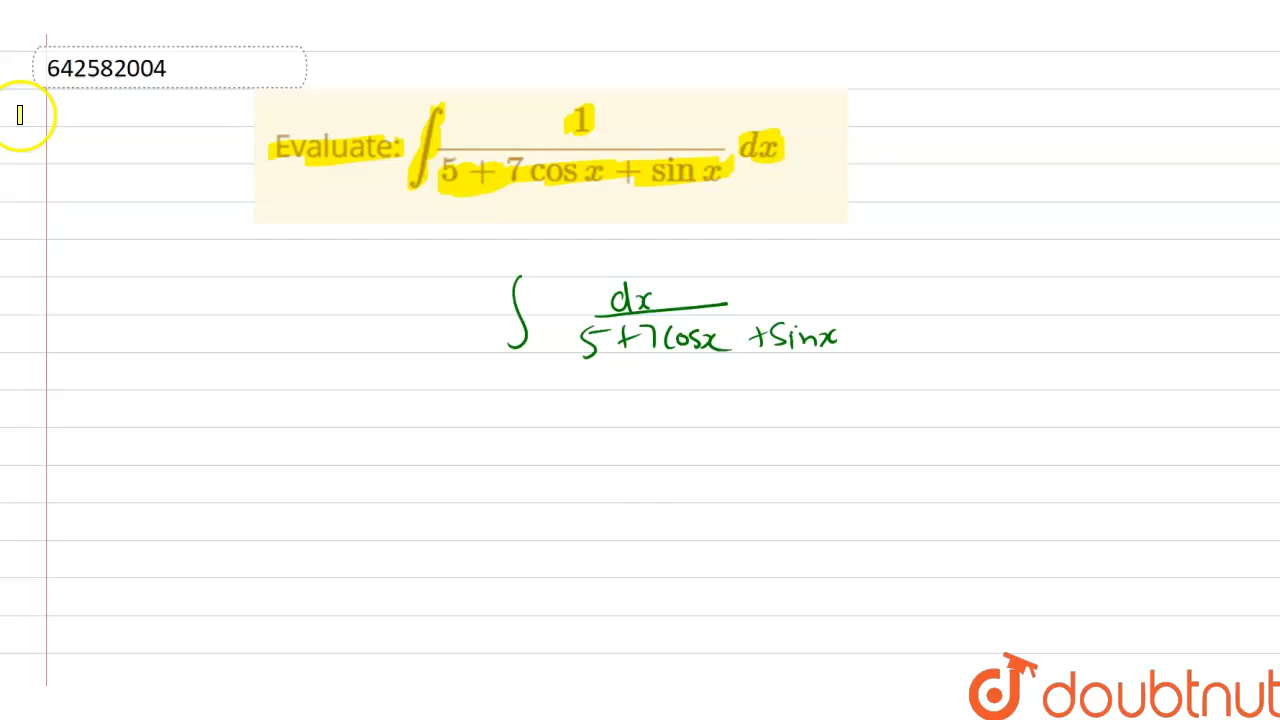 642582004
Evaluate: ∫ 1/(5 + 7 cos x + sin x) dx
∫ dx/(5+7cosx +sinx)
doubtnut